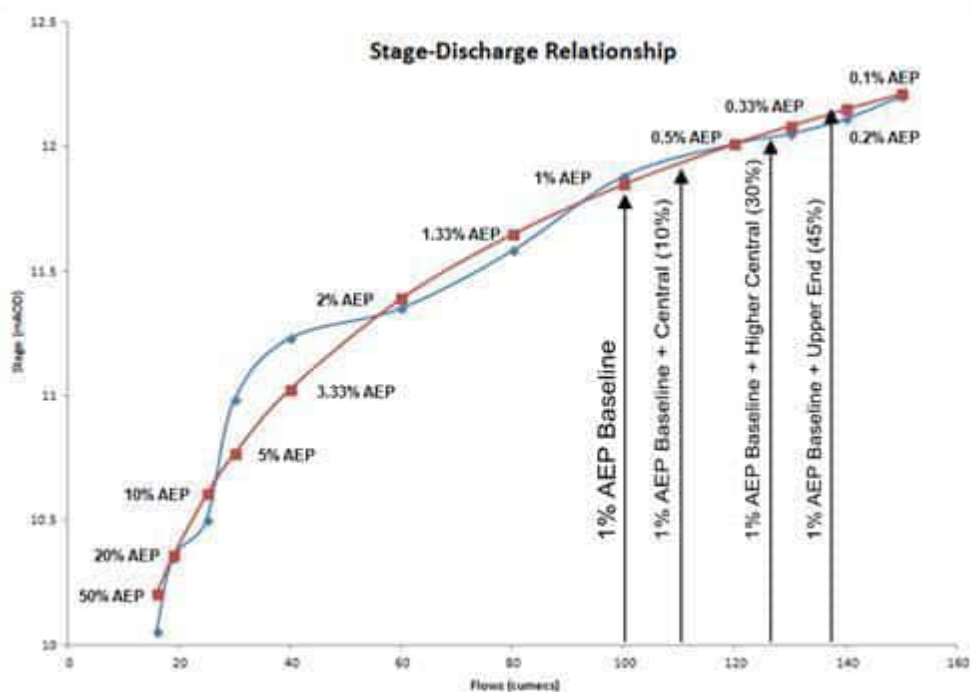 Stage-Discharge Relationship
12.5
12
11.5
11
10.5
10
Stage (mAOD)
0.1% AEP
0.33% AEP
0.2% AEP
0.5% AEP
1% AEP
1.33% AEP
2% AEP
3.33% AEP
5% AEP
10% AEP
20% AEP
50% AEP
1% AEP Baseline
1% AEP Baseline + Central (10%)
1% AEP Baseline + Higher Central (30%)
1% AEP Baseline + Upper End (45%)
0
20
40
60
80
100
120
140
160
Flows (cumecs)